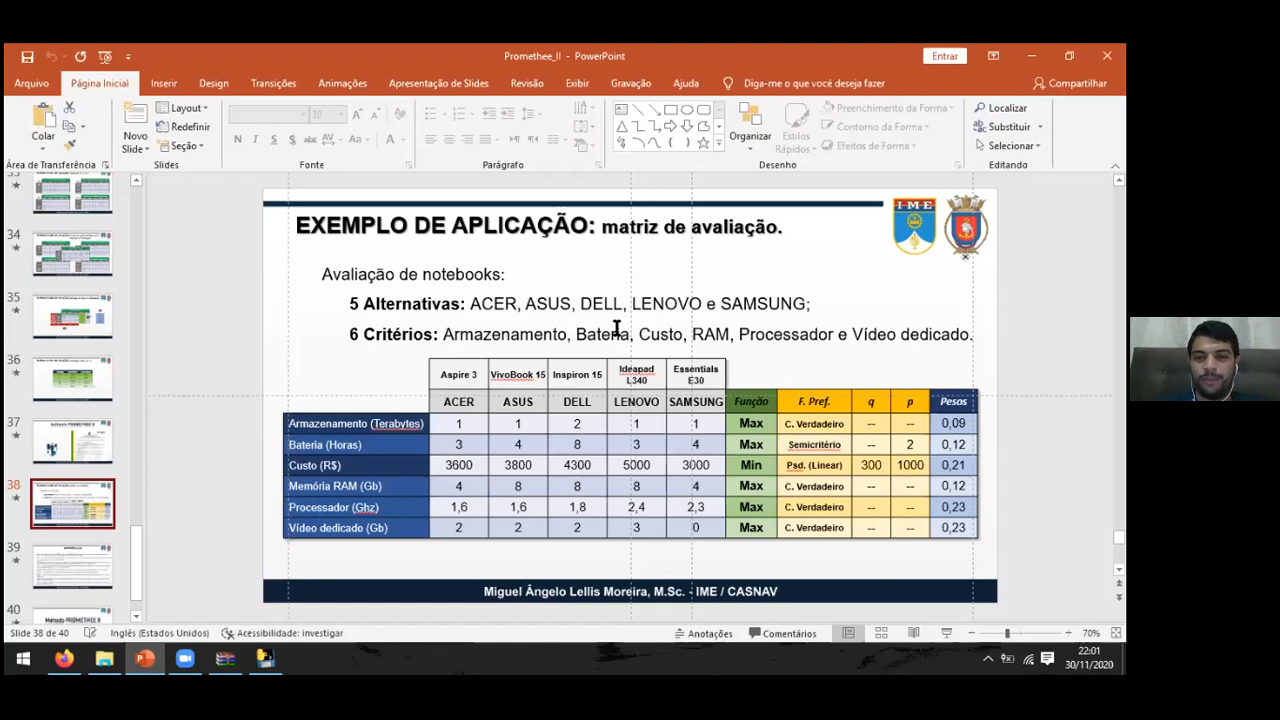 Promethee_II - PowerPoint
Entrar
Arquivo Página Inicial Inserir Design Transições Animações Apresentação de Slides Revisão Exibir Gravação Ajuda Diga-me o que você deseja fazer Compartilhar
Colar
Novo Slide
Layout
Redefinir
Seção
30
N I S S abc AV Aa A
Organizar
Estilos Rápidos
Preenchimento da Forma
Contorno da Forma
Efeitos de Forma
Localizar
Substituir
Selecionar
Área de Transferência Slides Fonte Parágrafo Desenho Editando
34
35
36
37
38
39
40
IME
EXEMPLO DE APLICAÇÃO: matriz de avaliação.
Avaliação de notebooks:
5 Alternativas: ACER, ASUS, DELL, LENOVO e SAMSUNG;
6 Critérios: Armazenamento, Bateria, Custo, RAM, Processador e Vídeo dedicado.
Aspire 3 VivoBook 15 Inspiron 15 Ideapad L340 Essentials E30
ACER ASUS DELL LENOVO SAMSUNG Função F. Pref. q p Pesos
Armazenamento (Terabytes) 1 1 2 1 1 Max C. Verdadeiro -- -- 0,09
Bateria (Horas) 3 4 8 3 4 Max Semicritério -- 2 0,12
Custo (R$) 3600 3800 4300 5000 3000 Min Psd. (Linear) 300 1000 0,21
Memória RAM (Gb) 4 8 8 8 4 Max C. Verdadeiro -- -- 0,12
Processador (Ghz) 1,6 1,6 1,8 2,4 2,3 Max C. Verdadeiro -- -- 0,23
Vídeo dedicado (Gb) 2 2 2 3 0 Max C. Verdadeiro -- -- 0,23
Miguel Ângelo Lellis Moreira, M.Sc. - IME / CASNAV
Slide 38 de 40 Inglês (Estados Unidos) Acessibilidade: investigar Anotações Comentários 70%
22:01
30/11/2020